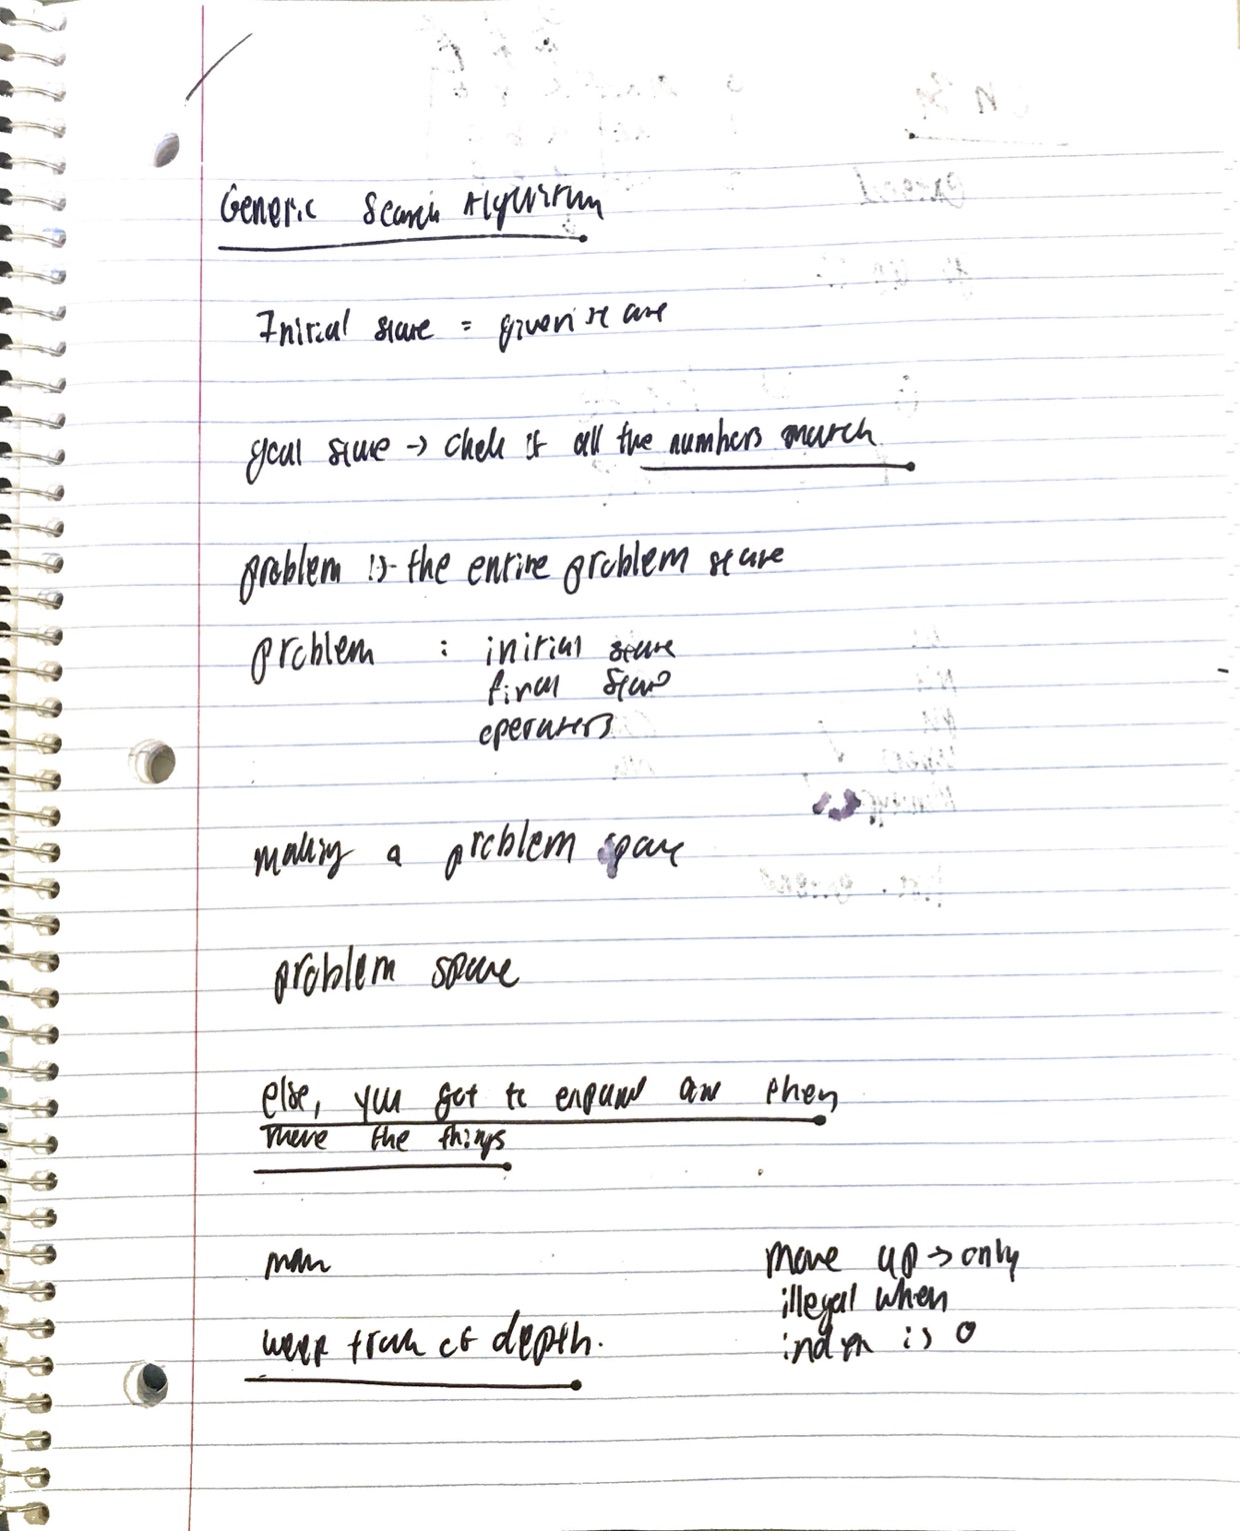 Generic Search Algorithm
Initial state = given state
goal state → check if all the numbers match
problem is the entire problem state
problem : initial state
final state
operators
making a problem space
problem space
else, you got to expand and then
move the things
keep track of depth.
move up → only
illegal when
index is 0